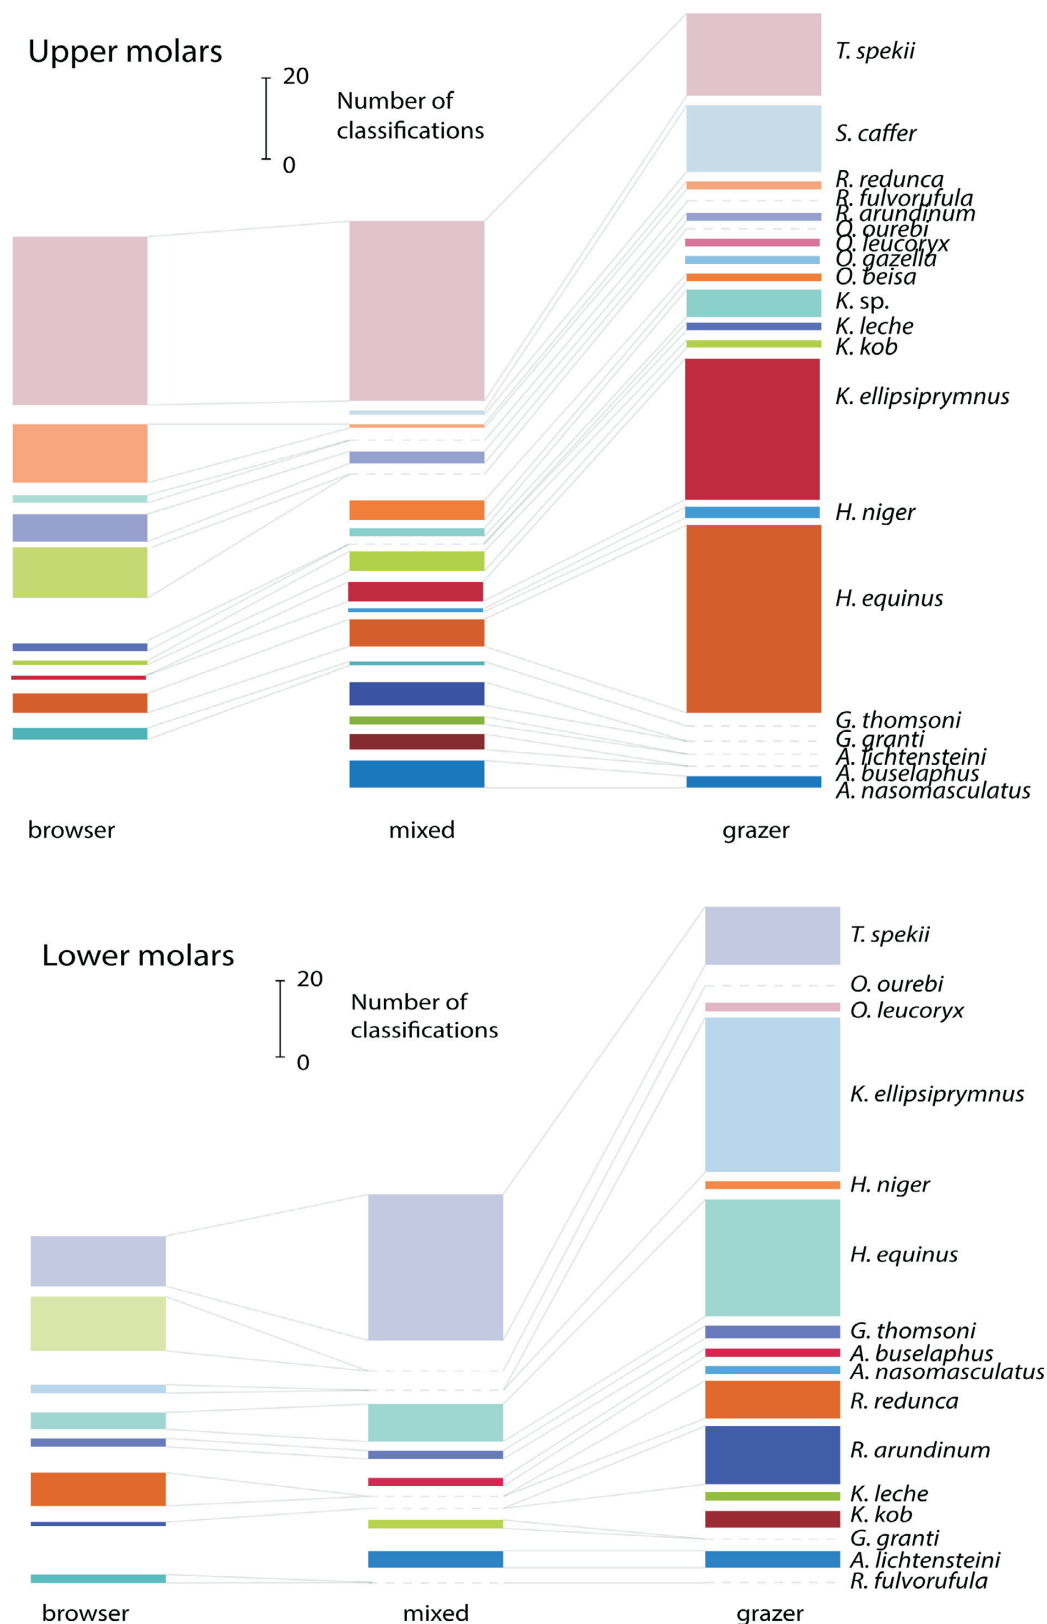 Upper molars
20
Number of
classifications
0
T. spekii
S. caffer
R. redunca
R. fulvorufula
R. arundinum
O. ourebi
O. leucoryx
O. gazella
O. beisa
K. sp.
K. leche
K. kob
K. ellipsiprymnus
H. niger
H. equinus
G. thomsoni
G. granti
A. lichtensteini
A. buselaphus
A. nasomasculatus
browser mixed grazer
Lower molars
20
Number of
classifications
0
T. spekii
O. ourebi
O. leucoryx
K. ellipsiprymnus
H. niger
H. equinus
G. thomsoni
A. buselaphus
A. nasomasculatus
R. redunca
R. arundinum
K. leche
K. kob
G. granti
A. lichtensteini
R. fulvorufula
browser mixed grazer